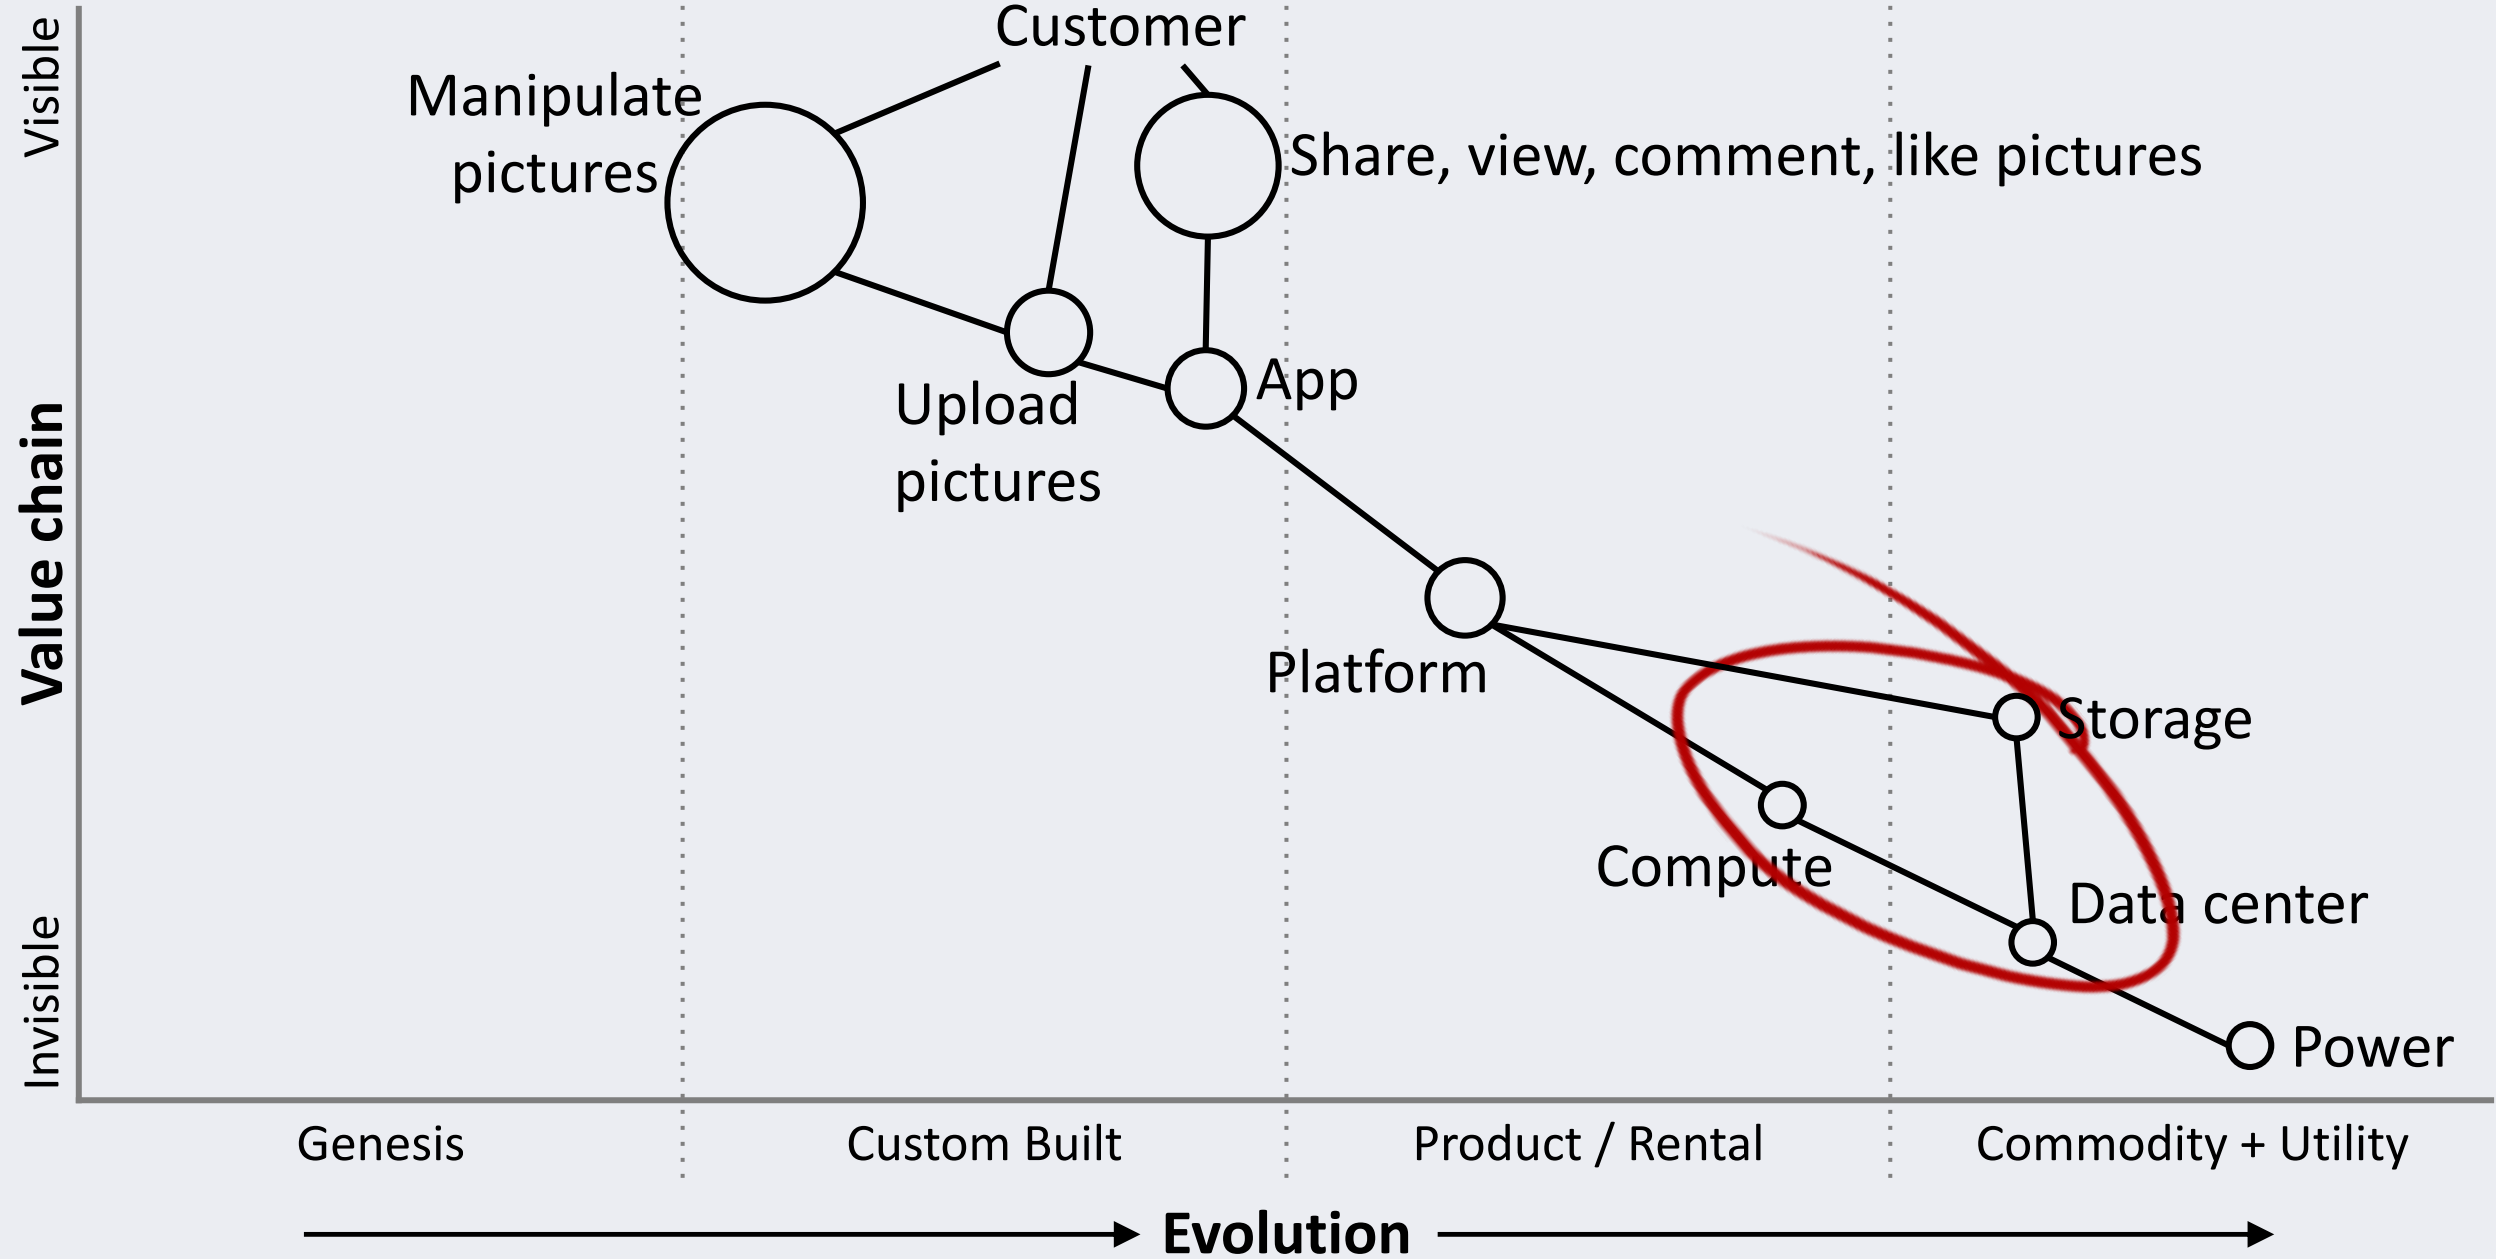 Customer
Visible
Manipulate
pictures
Share, view, comment, like pictures
App
Upload
pictures
Value chain
Platform
Storage
Compute
Data center
Invisible
Power
Genesis
Custom Built
Product / Rental
Commodity + Utility
Evolution